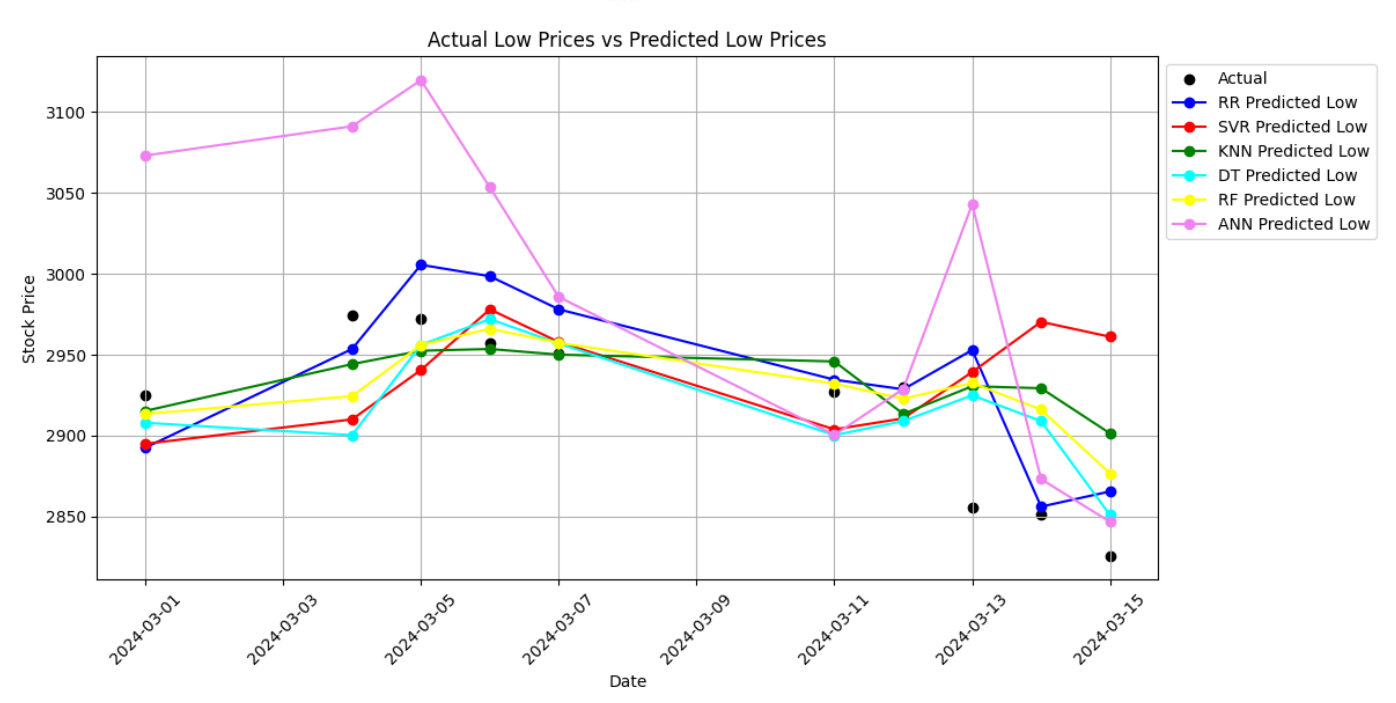 Actual Low Prices vs Predicted Low Prices
Stock Price
3100
3050
3000
2950
2900
2850
2024-03-01
2024-03-03
2024-03-05
2024-03-07
2024-03-09
2024-03-11
2024-03-13
2024-03-15
Date
Actual
RR Predicted Low
SVR Predicted Low
KNN Predicted Low
DT Predicted Low
RF Predicted Low
ANN Predicted Low